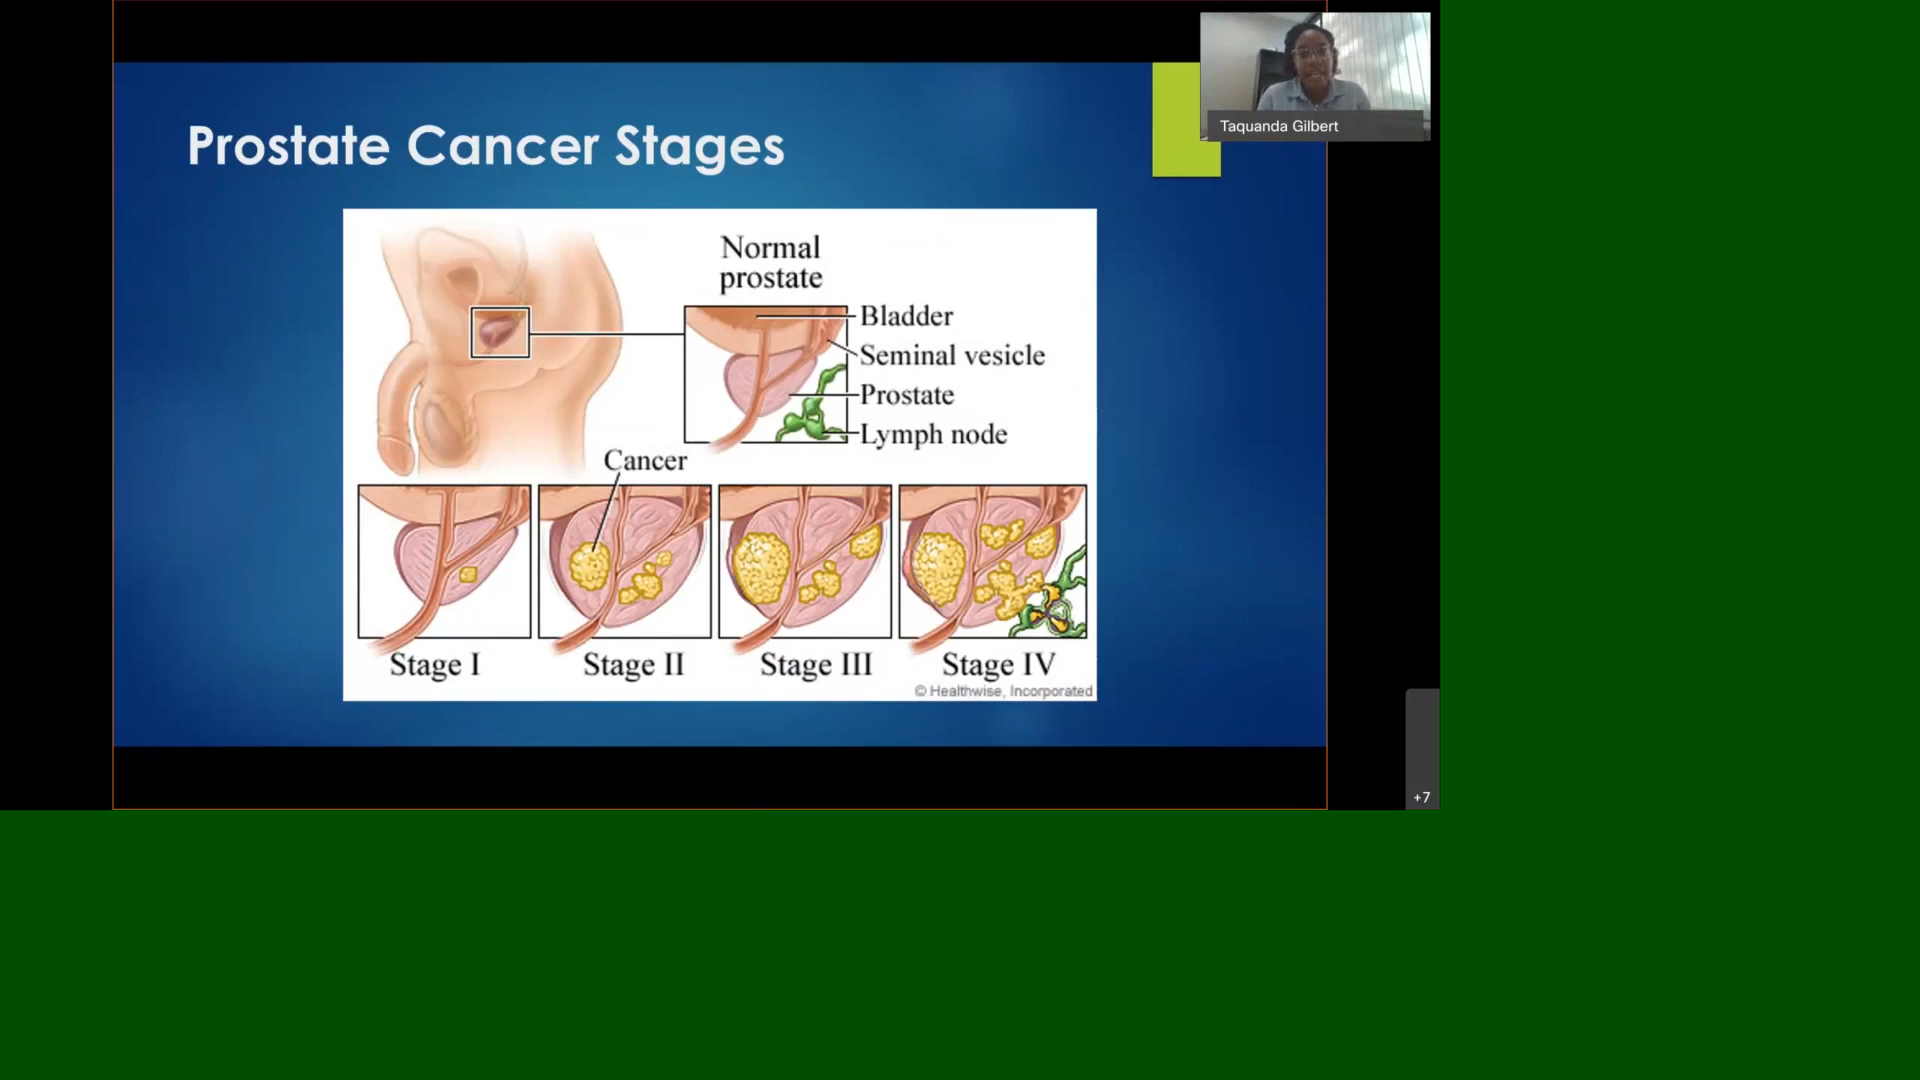 Taquanda Gilbert
Prostate Cancer Stages
Normal
prostate
Bladder
Seminal vesicle
Prostate
Lymph node
Cancer
Stage I
Stage II
Stage III
Stage IV
© Healthwise, Incorporated
+7